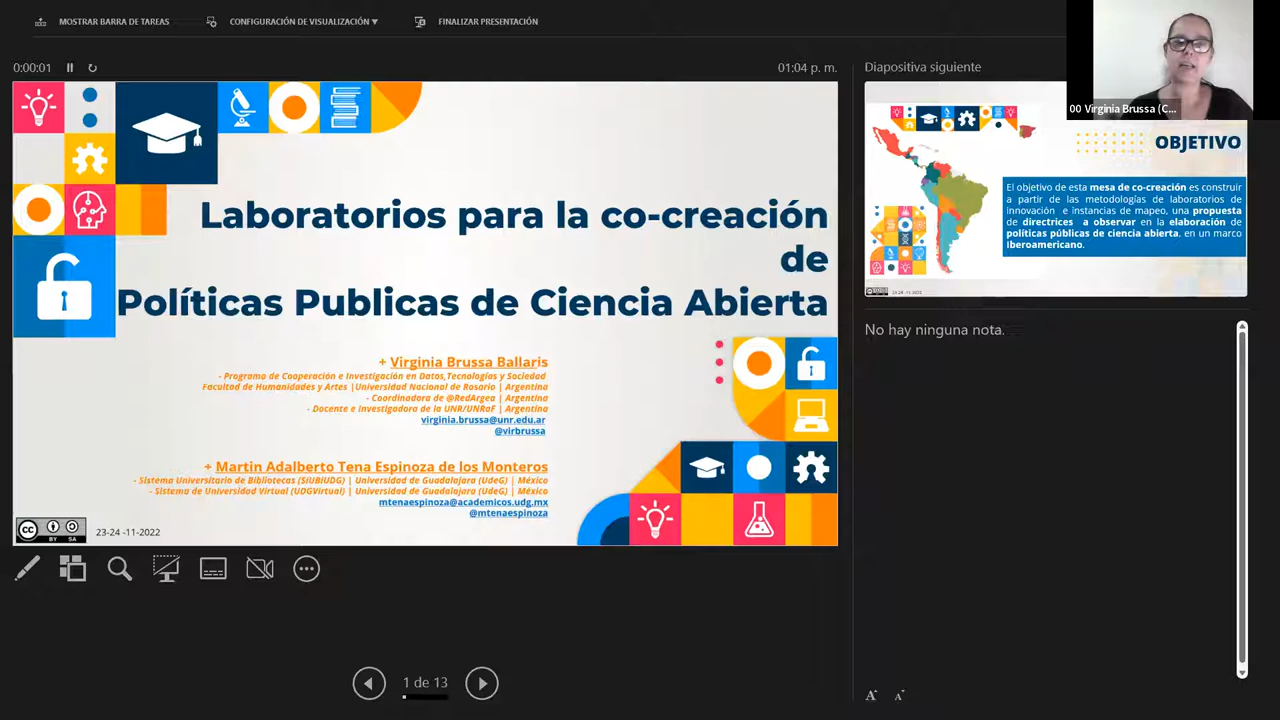 MOSTRAR BARRA DE TAREAS
CONFIGURACIÓN DE VISUALIZACIÓN ▼
FINALIZAR PRESENTACIÓN
0:00:01
01:04 p. m.
Laboratorios para la co-creación
de
Políticas Publicas de Ciencia Abierta
+ Virginia Brussa Ballaris
- Programa de Cooperación e Investigación en Datos,Tecnologías y Sociedad
Facultad de Humanidades y Artes |Universidad Nacional de Rosario | Argentina
- Coordinadora de @RedArgea | Argentina
- Docente e Investigadora de la UNR/UNRaF | Argentina
virginia.brussa@unr.edu.ar
@virbrussa
+ Martin Adalberto Tena Espinoza de los Monteros
- Sistema Universitario de Bibliotecas (SiUBiUDG) | Universidad de Guadalajara (UdeG) | México
- Sistema de Universidad Virtual (UDGVirtual) | Universidad de Guadalajara (UdeG) | México
mtenaespinoza@academicos.udg.mx
@mtenaespinoza
cc
BY SA
23-24 -11-2022
1 de 13
Diapositiva siguiente
00 Virginia Brussa (C...
OBJETIVO
El objetivo de esta mesa de co-creación es construir
a partir de las metodologías de laboratorios de
Innovación e instancias de mapeo, una propuesta
de directrices a observar en la elaboración de
políticas públicas de ciencia abierta, en un marco
Iberoamericano.
23-24 -11-2022
No hay ninguna nota.
A A